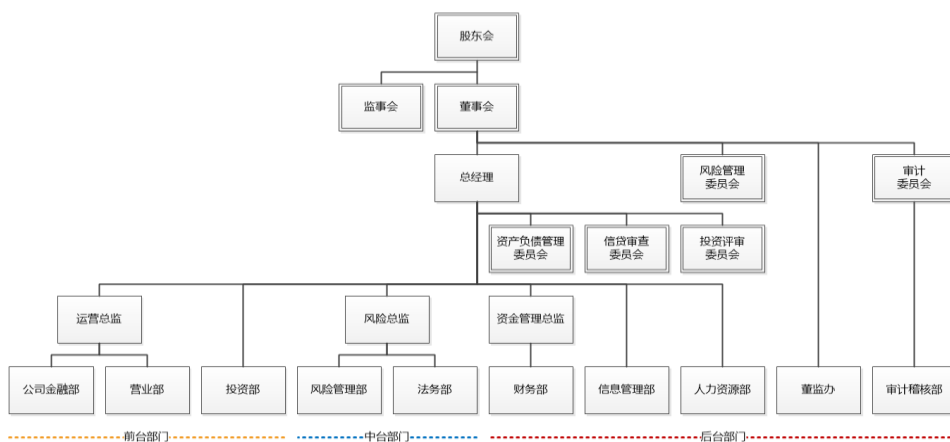 股东会
监事会
董事会
总经理
风险管理
委员会
审计
委员会
资产负债管理
委员会
信贷审查
委员会
投资评审
委员会
运营总监
风险总监
资金管理总监
公司金融部
营业部
投资部
风险管理部
法务部
财务部
信息管理部
人力资源部
董监办
审计稽核部
前台部门
中台部门
后台部门